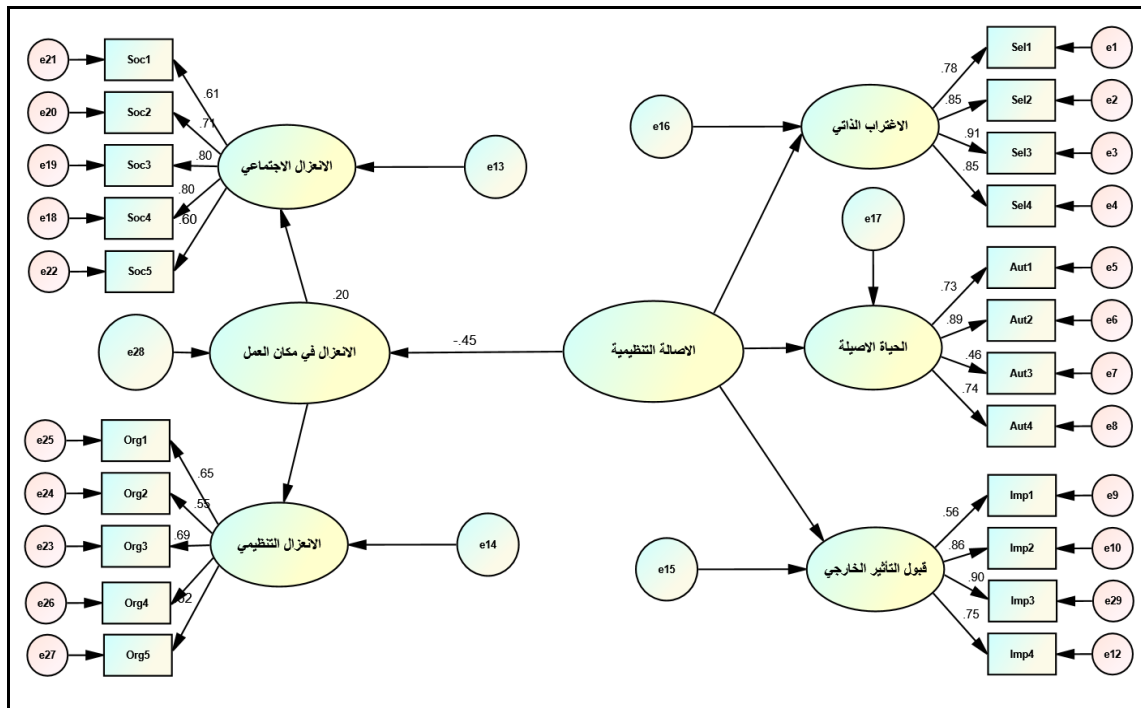 e21
Soc1
.61
e20
Soc2
.71
e19
Soc3
.80
e18
Soc4
.80
e22
Soc5
.60
الانعزال الاجتماعي
e13
e28
الانعزال في مكان العمل
.20
-.45
الاصالة التنظيمية
e25
Org1
.65
e24
Org2
.55
e23
Org3
.69
e26
Org4
e27
Org5
الانعزال التنظيمي
e14
e16
الاغتراب الذاتي
.78
Sel1
e1
.85
Sel2
e2
.91
Sel3
e3
.85
Sel4
e4
e17
الحياة الاصيلة
.73
Aut1
e5
.89
Aut2
e6
.46
Aut3
e7
.74
Aut4
e8
e15
قبول التأثير الخارجي
.56
Imp1
e9
.86
Imp2
e10
.90
Imp3
e29
.75
Imp4
e12